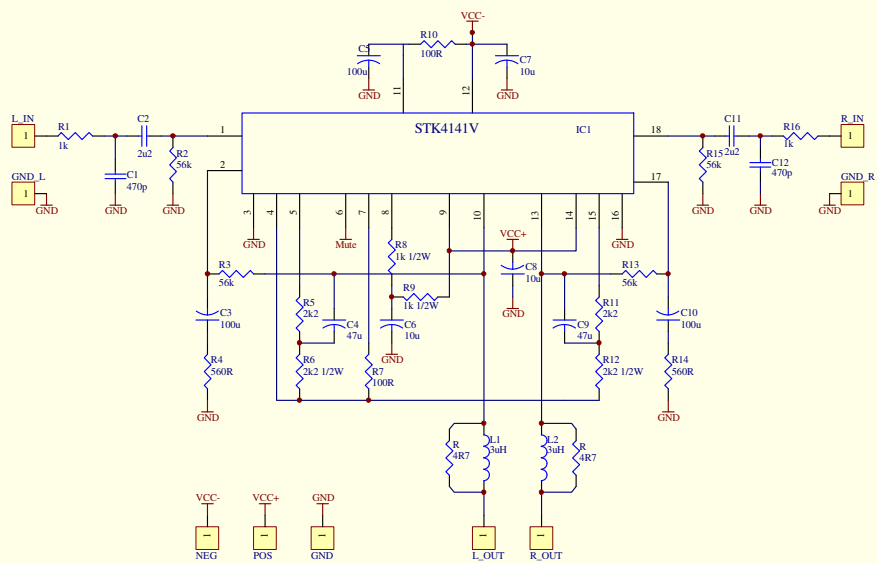 VCC-
R10
100R
C5
100u
GND
C7
10u
GND
11
12
STK4141V
IC1
L_IN
1
R1
1k
C2
2u2
R2
56k
C1
470p
GND
GND
GND_L
1
GND
1
2
18
17
C11
2u2
R16
1k
R15
56k
C12
470p
GND
GND
R_IN
1
GND_R
1
GND
3
4
5
6
7
8
9
10
13
14
15
16
GND
Mute
GND
VCC+
R8
1k 1/2W
C8
10u
GND
R3
56k
R13
56k
R9
1k 1/2W
C3
100u
R5
2k2
C4
47u
C6
10u
GND
C9
47u
R11
2k2
C10
100u
R4
560R
GND
R6
2k2 1/2W
R7
100R
R12
2k2 1/2W
R14
560R
GND
R
4R7
L1
3uH
L2
3uH
R
4R7
VCC-
1
NEG
VCC+
1
POS
GND
1
GND
1
L_OUT
1
R_OUT